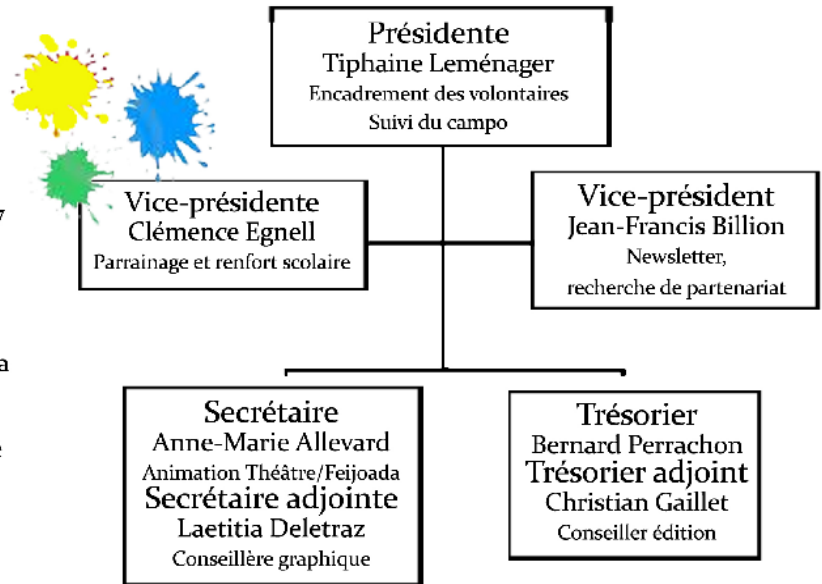 Présidente
Tiphaine Leménager
Encadrement des volontaires
Suivi du campo
Vice-présidente
Clémence Egnell
Parrainage et renfort scolaire
Vice-président
Jean-Francis Billion
Newsletter,
recherche de partenariat
Secrétaire
Anne-Marie Allevard
Animation Théâtre/Feijoada
Secrétaire adjointe
Laetitia Deletraz
Conseillère graphique
Trésorier
Bernard Perrachon
Trésorier adjoint
Christian Gaillet
Conseiller édition